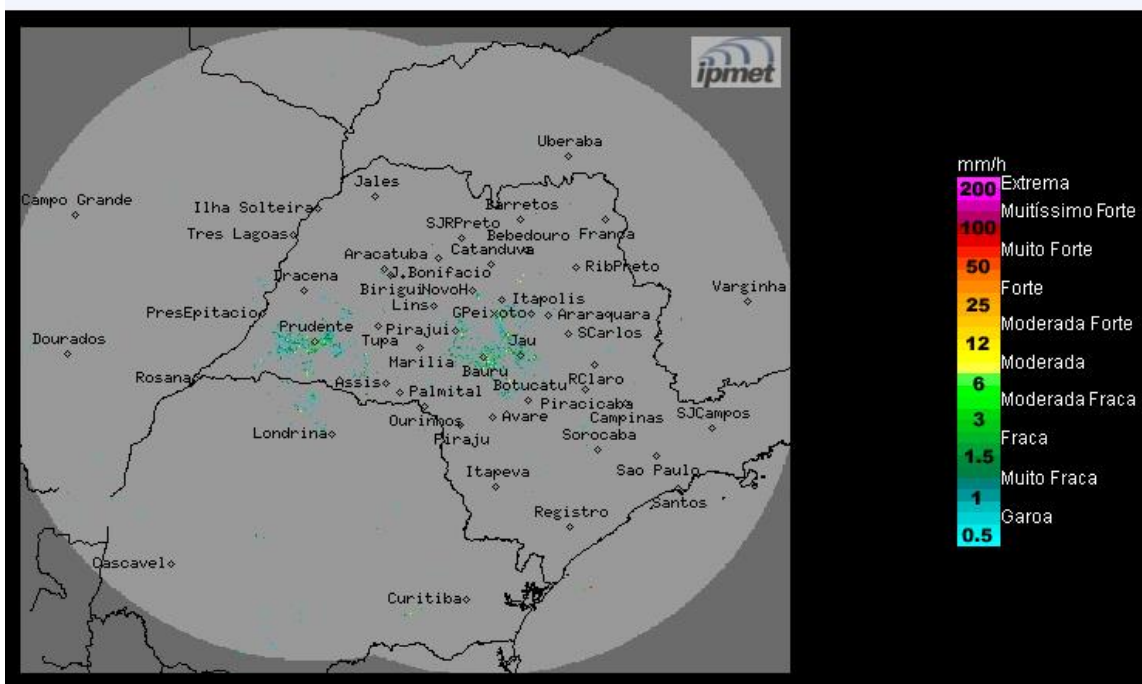 ipmet
Uberaba
Jales
Campo Grande
Ilha Solteira
Barretos
Tres Lagoas
SJRPreto
Bebedouro
Franca
Aracatuba
Catanduva
Dracena
J.Bonifacio
RibPreto
Birigui
NovoH
Varginha
Lins
Itapolis
PresEpitacio
GPeixoto
Araraquara
Prudente
Pirajui
SCarlos
Dourados
Tupa
Jau
Marilia
Bauru
Rosana
Assis
Botucatu
RClaro
Palmital
Piracicaba
Ourinhos
Avare
Campinas
SJCampos
Londrina
Piraju
Sorocaba
Itapeva
Sao Paulo
Santos
Registro
Cascavel
Curitiba
mm/h
200 Extrema
Muitíssimo Forte
100
Muito Forte
50
Forte
25
Moderada Forte
12
Moderada
6
Moderada Fraca
3
Fraca
1.5
Muito Fraca
1
Garoa
0.5